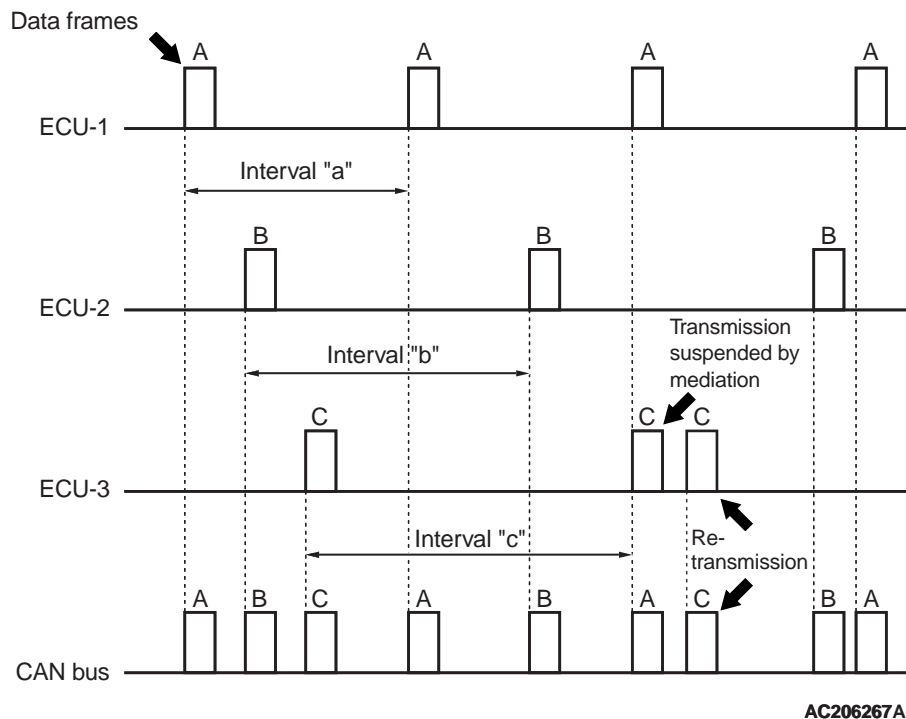 Data frames
A A A A
ECU-1
Interval "a"
B B B
ECU-2
Transmission
suspended by
mediation
Interval "b"
C C C
ECU-3
Re-
transmission
Interval "c"
A B C A B A C B A
CAN bus
AC206267A